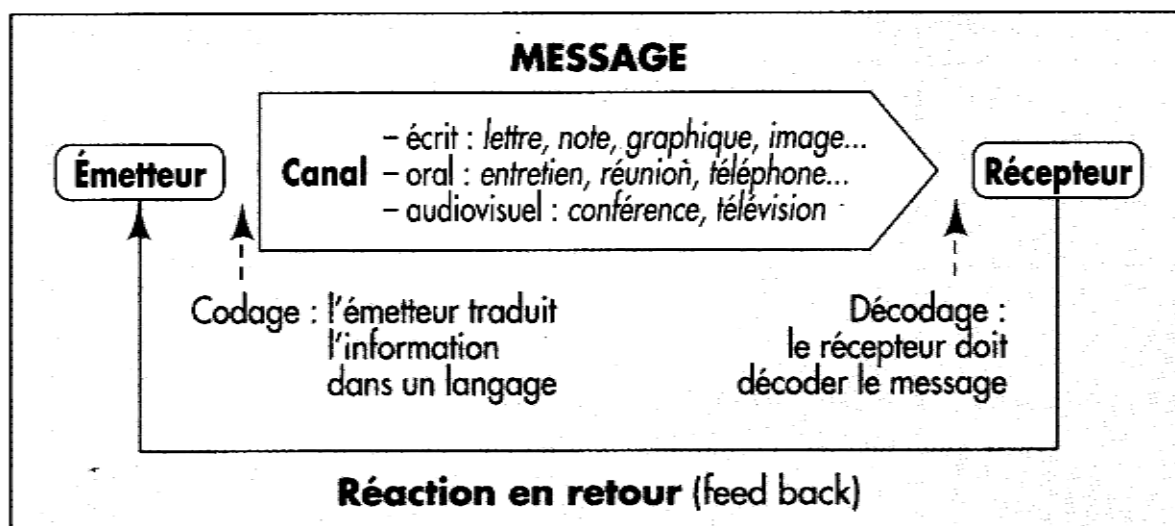 MESSAGE
– écrit : lettre, note, graphique, image...
Émetteur
Canal – oral : entretien, réunion, téléphone...
Récepteur
– audiovisuel : conférence, télévision
Codage : l'émetteur traduit
l'information
dans un langage
Décodage :
le récepteur doit
décoder le message
Réaction en retour (feed back)